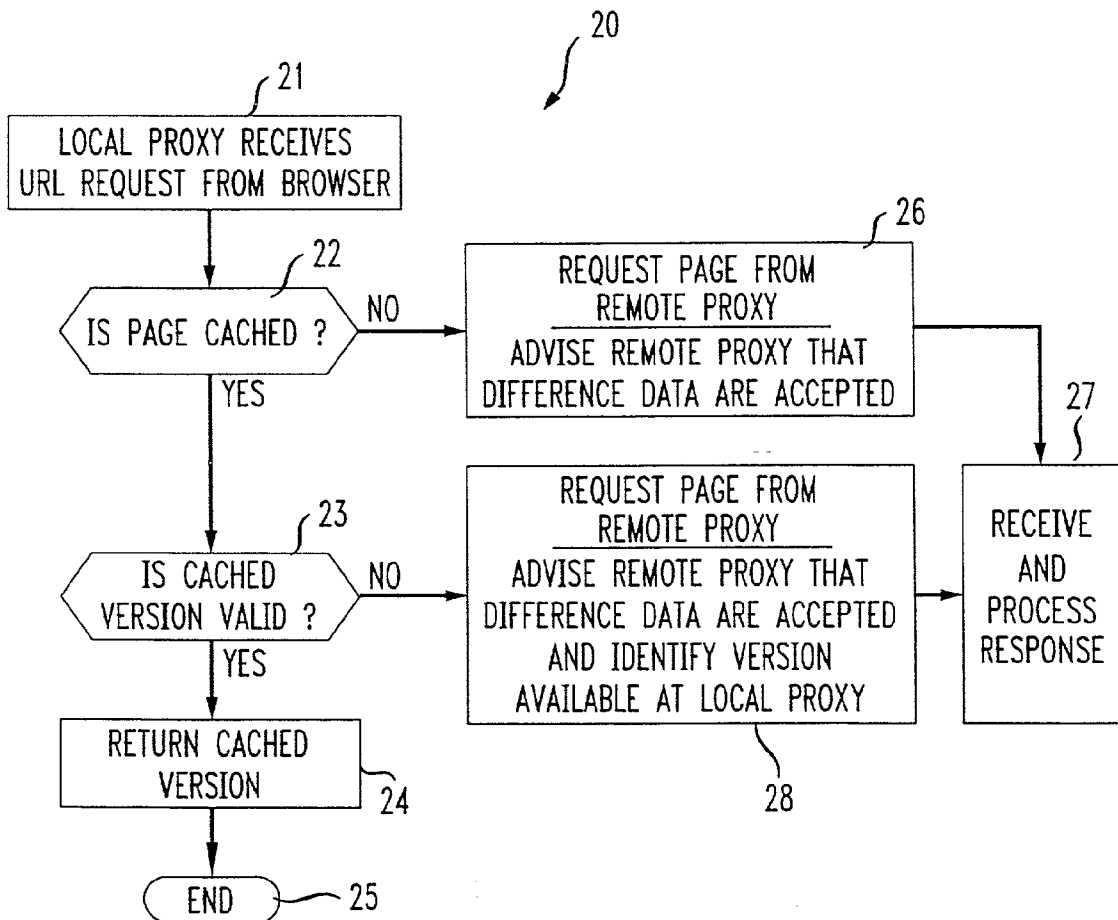 20
21
LOCAL PROXY RECEIVES
URL REQUEST FROM BROWSER
22
IS PAGE CACHED ?
NO
YES
26
REQUEST PAGE FROM
REMOTE PROXY
ADVISE REMOTE PROXY THAT
DIFFERENCE DATA ARE ACCEPTED
27
RECEIVE
AND
PROCESS
RESPONSE
23
IS CACHED
VERSION VALID ?
NO
YES
REQUEST PAGE FROM
REMOTE PROXY
ADVISE REMOTE PROXY THAT
DIFFERENCE DATA ARE ACCEPTED
AND IDENTIFY VERSION
AVAILABLE AT LOCAL PROXY
28
RETURN CACHED
VERSION
24
END
25